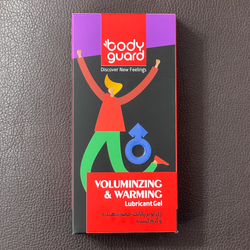 body
guard
Discover New Feelings
VOLUMINZING
& WARMING
Lubricant Gel